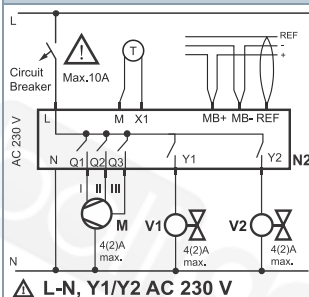 L
REF
-
+
T
Circuit
Breaker
Max.10A
M X1
MB+ MB- REF
L
AC 230 V
N2
N Q1 Q2 Q3 Y1 Y2
I II III
M
V1
V2
4(2)A
max.
4(2)A
max.
4(2)A
max.
N
L-N, Y1/Y2 AC 230 V